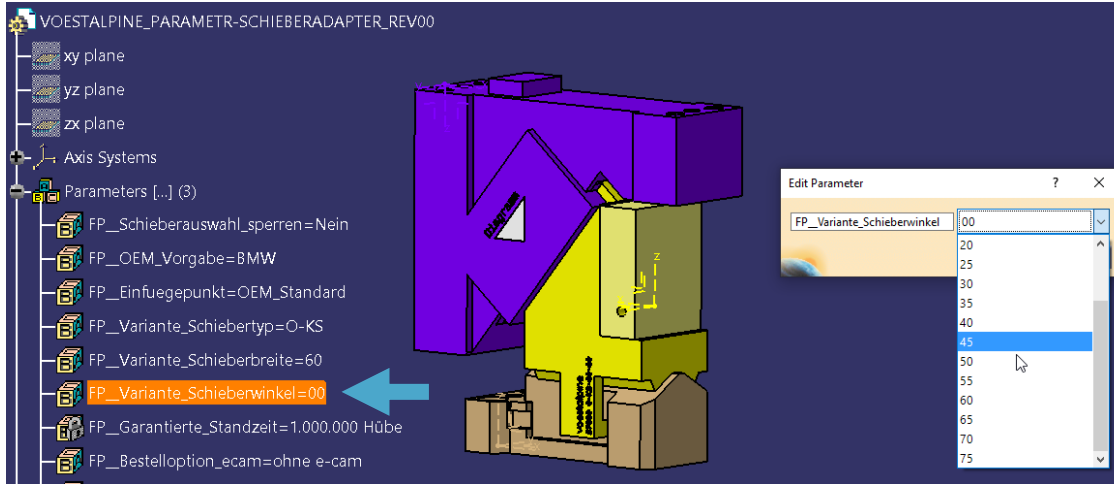 VOESTALPINE_PARAMETR-SCHIEBERADAPTER_REV00
xy plane
yz plane
zx plane
Axis Systems
Parameters [...] (3)
FP__Schieberauswahl_sperren=Nein
FP__OEM_Vorgabe=BMW
FP__Einfuegepunkt=OEM_Standard
FP__Variante_Schiebertyp=O-KS
FP__Variante_Schieberbreite=60
FP__Variante_Schieberwinkel=00
FP__Garantierte_Standzeit=1.000.000 Hübe
FP__Bestelloption_ecam=ohne e-cam
Diagramm
voestalpine
z
Edit Parameter
?
FP__Variante_Schieberwinkel
00
20
25
30
35
40
45
50
55
60
65
70
75